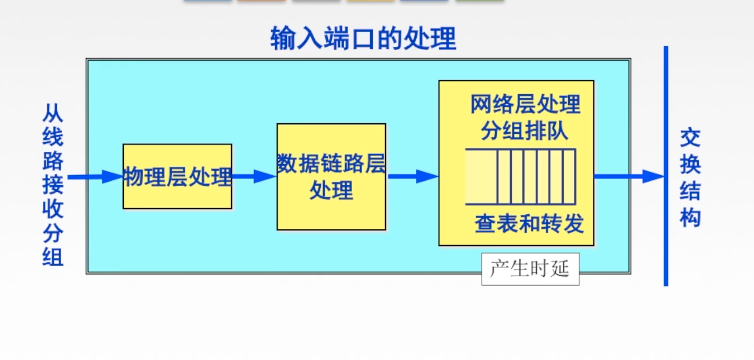 输入端口的处理
从线路接收分组
物理层处理
数据链路层
处理
网络层处理
分组排队
查表和转发
产生时延
交换结构